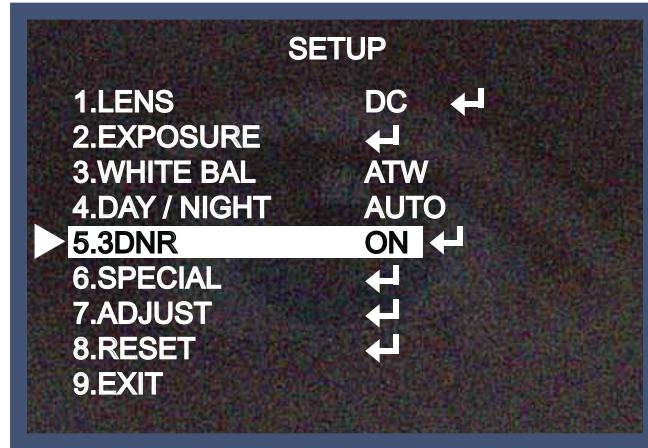 SETUP
1.LENS DC ↵
2.EXPOSURE ↵
3.WHITE BAL ATW
4.DAY / NIGHT AUTO
5.3DNR ON ↵
6.SPECIAL ↵
7.ADJUST ↵
8.RESET ↵
9.EXIT